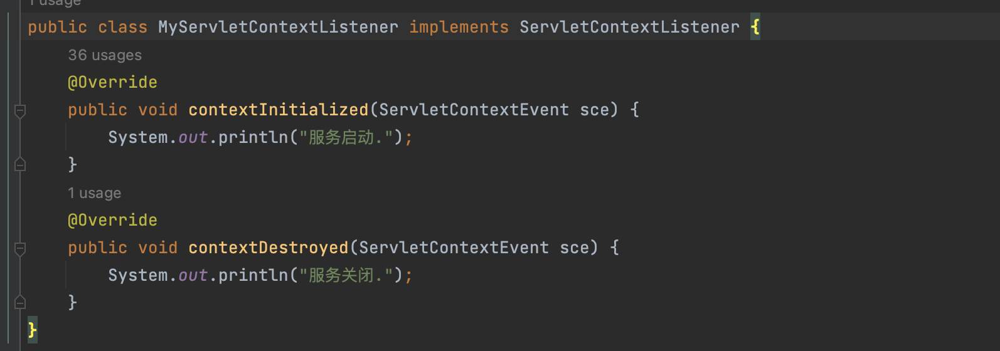 1 usage
public class MyServletContextListener implements ServletContextListener {
36 usages
@Override
public void contextInitialized(ServletContextEvent sce) {
System.out.println("服务启动.");
}
1 usage
@Override
public void contextDestroyed(ServletContextEvent sce) {
System.out.println("服务关闭.");
}
}